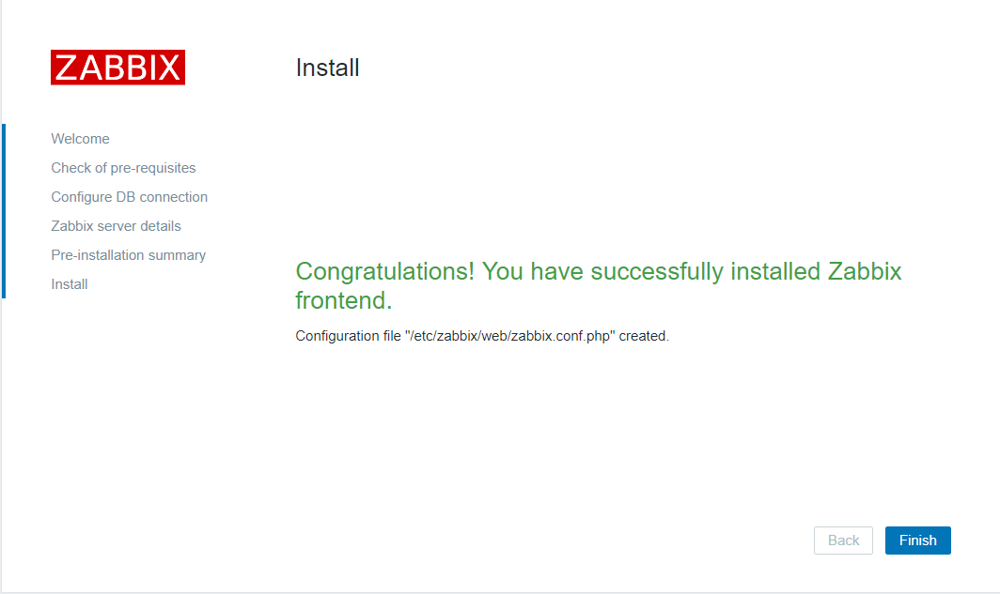 ZABBIX
Install
Welcome
Check of pre-requisites
Configure DB connection
Zabbix server details
Pre-installation summary
Install
Congratulations! You have successfully installed Zabbix
frontend.
Configuration file "/etc/zabbix/web/zabbix.conf.php" created.
Back
Finish